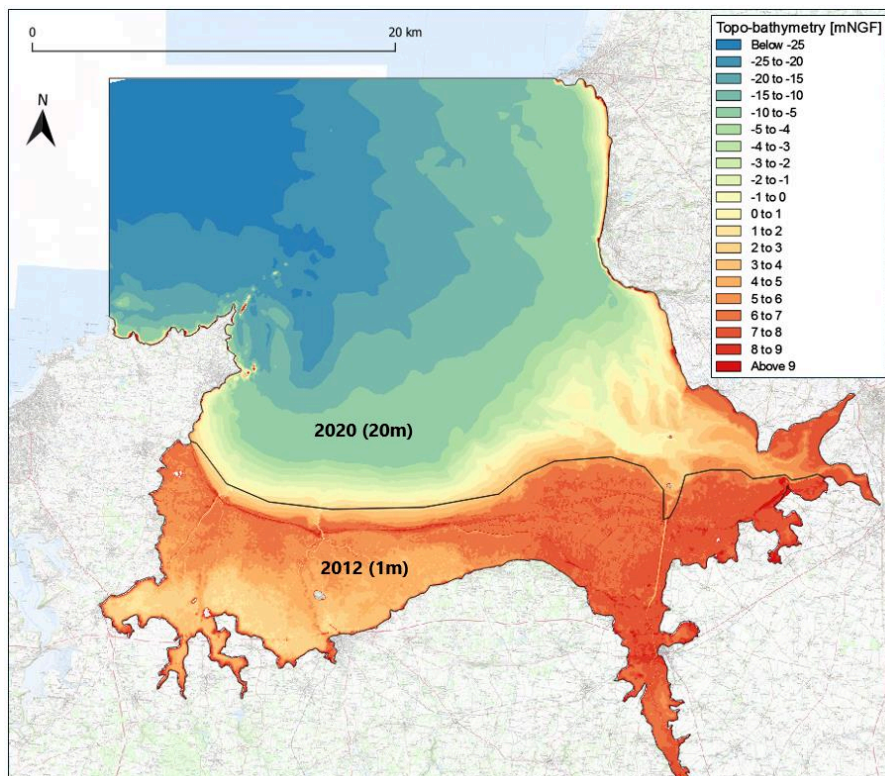 0
20 km
N
Topo-bathymetry [mNGF]
Below -25
-25 to -20
-20 to -15
-15 to -10
-10 to -5
-5 to -4
-4 to -3
-3 to -2
-2 to -1
-1 to 0
0 to 1
1 to 2
2 to 3
3 to 4
4 to 5
5 to 6
6 to 7
7 to 8
8 to 9
Above 9
2020 (20m)
2012 (1m)